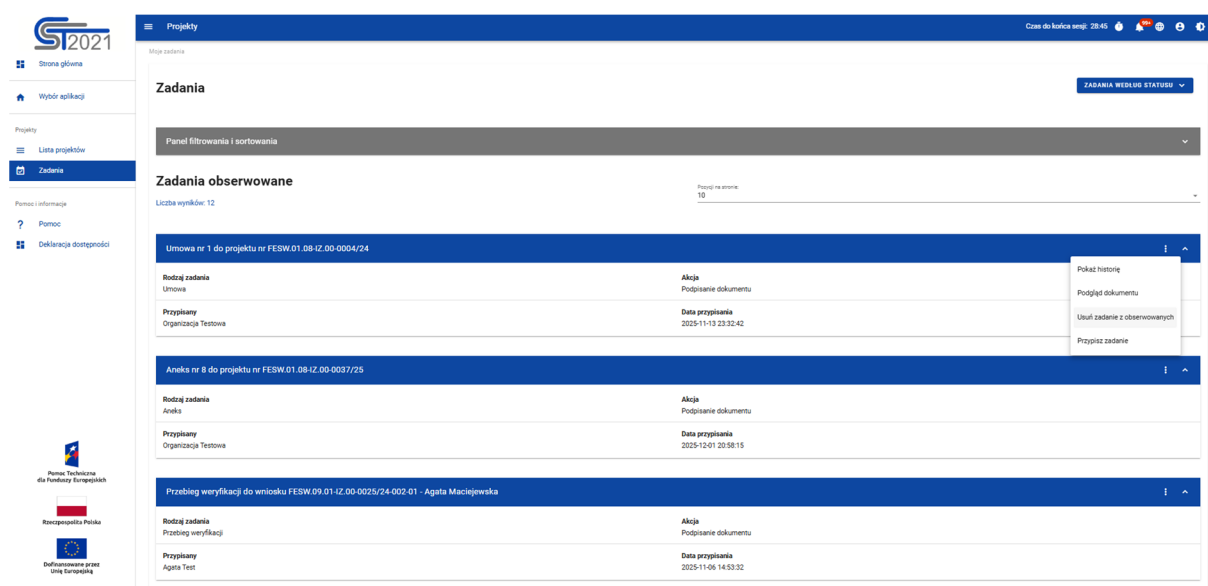 CST2021
Projekty
Czas do końca sesji: 28:45
99+
Moje zadania
Strona główna
Wybór aplikacji
Projekty
Lista projektów
Zadania
Pomoc i informacje
Pomoc
Deklaracja dostępności
Zadania
ZADANIA WEDŁUG STATUSU
Panel filtrowania i sortowania
Zadania obserwowane
Liczba wyników: 12
Pozycji na stronie
10
Umowa nr 1 do projektu nr FESW.01.08-IZ.00-0004/24
Rodzaj zadania
Umowa
Akcja
Podpisanie dokumentu
Przypisany
Organizacja Testowa
Data przypisania
2025-11-13 23:32:42
Pokaż historię
Podgląd dokumentu
Usuń zadanie z obserwowanych
Przypisz zadanie
Aneks nr 8 do projektu nr FESW.01.08-IZ.00-0037/25
Rodzaj zadania
Aneks
Akcja
Podpisanie dokumentu
Przypisany
Organizacja Testowa
Data przypisania
2025-12-01 20:58:15
Przebieg weryfikacji do wniosku FESW.09.01-IZ.00-0025/24-002-01 - Agata Maciejewska
Rodzaj zadania
Przebieg weryfikacji
Akcja
Podpisanie dokumentu
Przypisany
Agata Test
Data przypisania
2025-11-06 14:53:32
Pomoc Techniczna
dla Funduszy Europejskich
Rzeczpospolita Polska
Dofinansowane przez
Unię Europejską